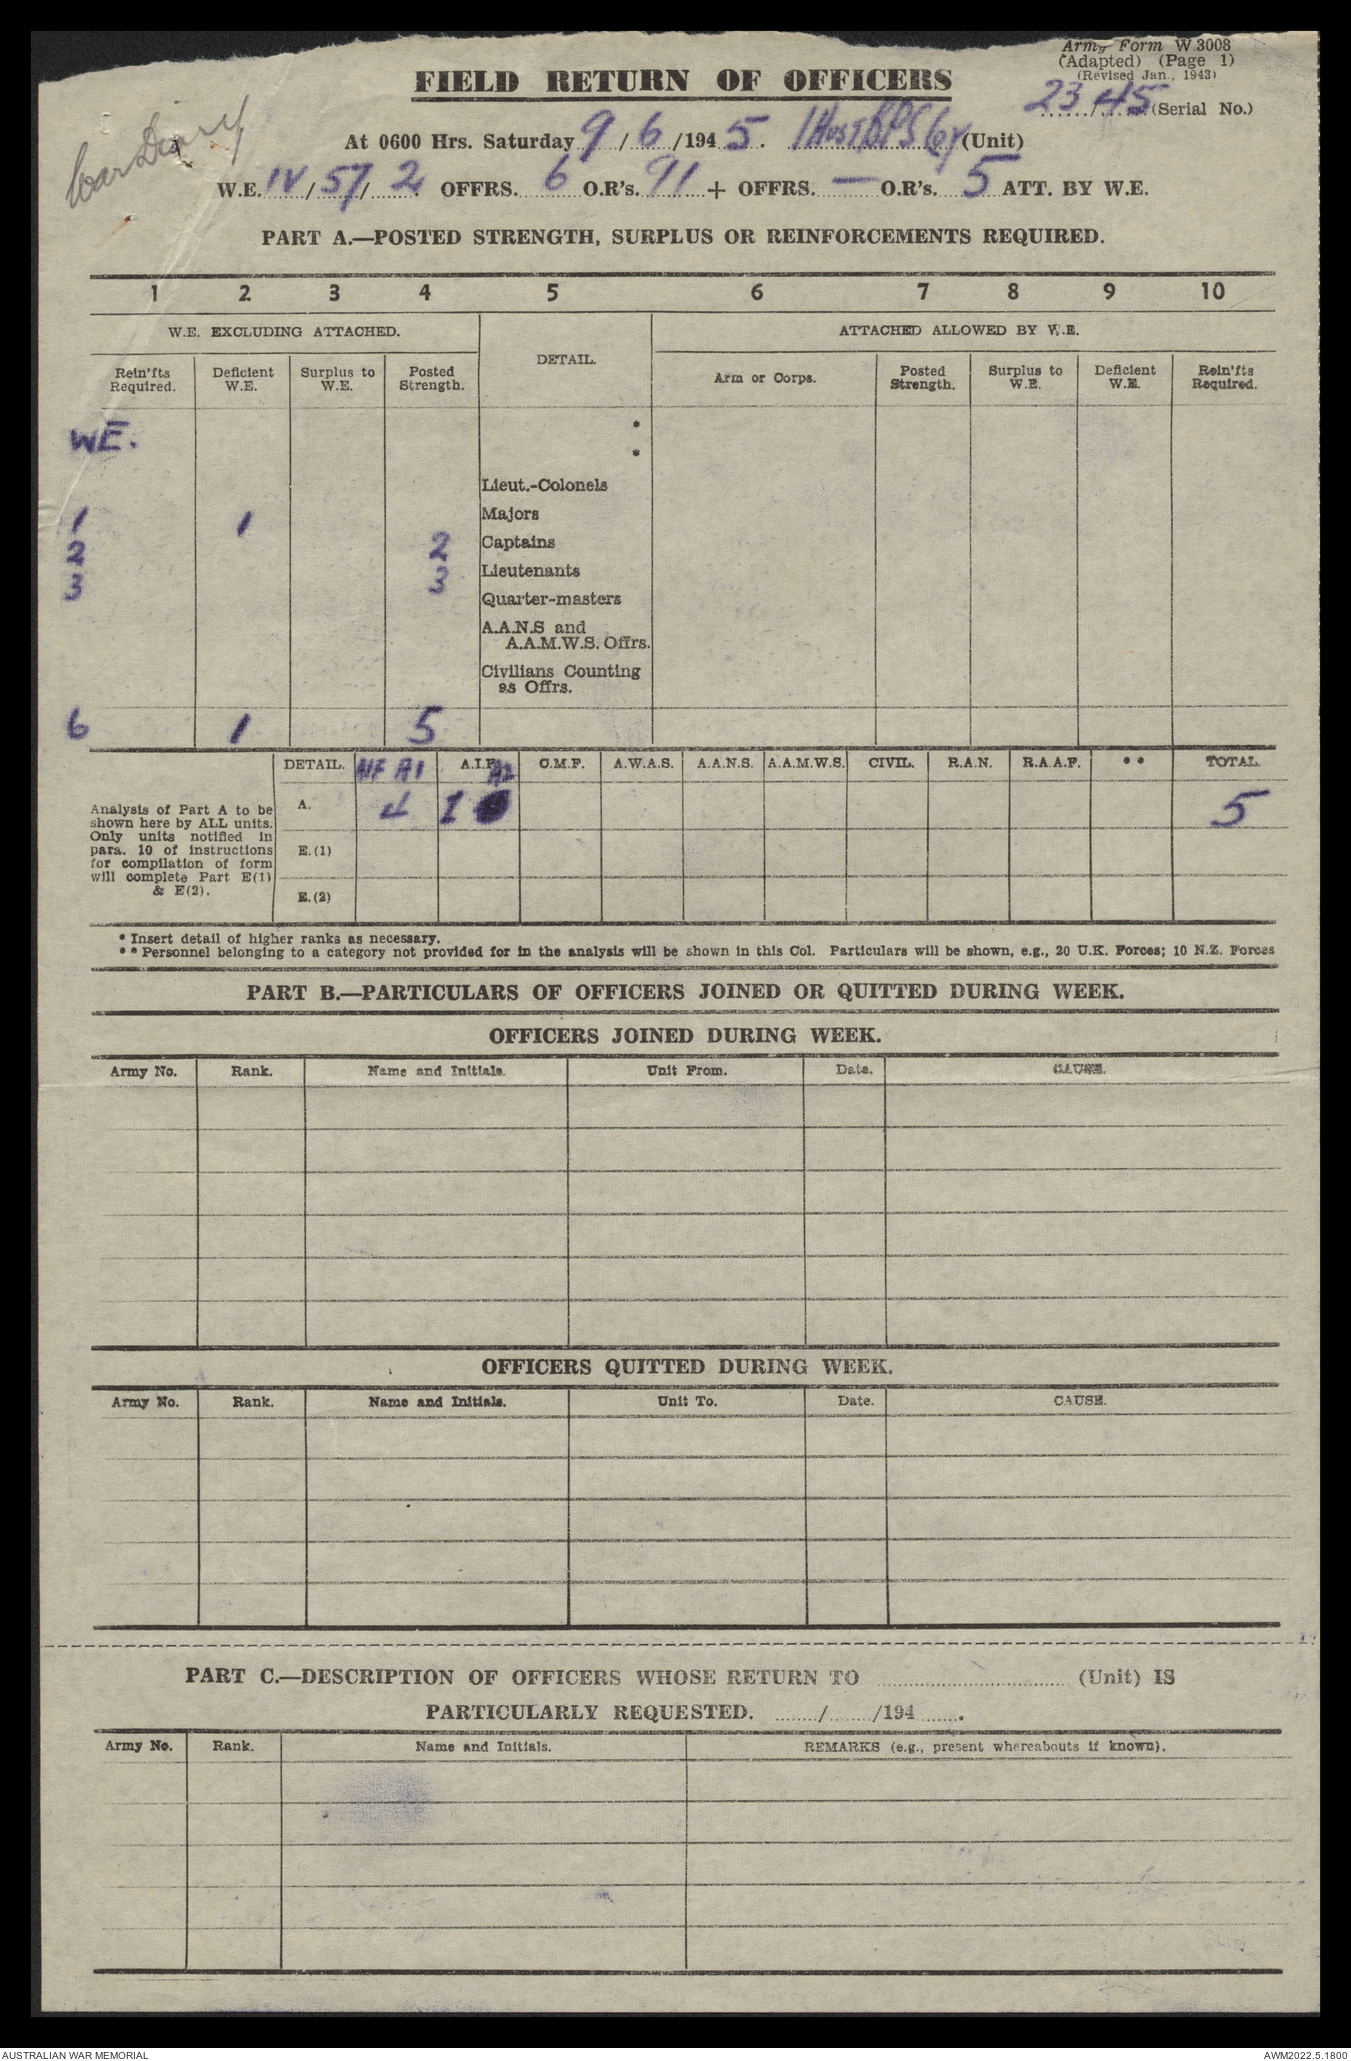 Army Form W.3008
(Adapted) (Page 1)
(Revised Jan., 1943)
FIELD RETURN OF OFFICERS
23/45 (Serial No.)
War Diary
At 0600 Hrs. Saturday 9/6/1945. 1 Aust BPS Coy (Unit)
W.E. IV/57/2 OFFRS. 6 O.R's. 91 + OFFRS. — O.R's. 5 ATT. BY W.E.
PART A.—POSTED STRENGTH, SURPLUS OR REINFORCEMENTS REQUIRED.
1 2 3 4 5 6 7 8 9 10
W.E. EXCLUDING ATTACHED. DETAIL. ATTACHED ALLOWED BY W.E.
Rein'fts Required. Deficient W.E. Surplus to W.E. Posted Strength. Arm or Corps. Posted Strength. Surplus to W.E. Deficient W.E. Rein'fts Required.
*
WE.
*
Lieut.-Colonels
1 1 Majors
2 2 Captains
3 3 Lieutenants
Quarter-masters
A.A.N.S and
A.A.M.W.S. Offrs.
Civilians Counting
as Offrs.
6 1 5
DETAIL. A1 A.I.F. A2 C.M.F. A.W.A.S. A.A.N.S. A.A.M.W.S. CIVIL. R.A.N. R.A.A.F. ** TOTAL.
A. 4 1 5
Analysis of Part A to be
shown here by ALL units.
Only units notified in
para. 10 of instructions
for compilation of form
will complete Part E(1)
& E(2).
E.(1)
E.(2)
* Insert detail of higher ranks as necessary.
** Personnel belonging to a category not provided for in the analysis will be shown in this Col. Particulars will be shown, e.g., 20 U.K. Forces; 10 N.Z. Forces
PART B.—PARTICULARS OF OFFICERS JOINED OR QUITTED DURING WEEK.
OFFICERS JOINED DURING WEEK.
Army No. Rank. Name and Initials. Unit From. Date. CAUSE.
OFFICERS QUITTED DURING WEEK.
Army No. Rank. Name and Initials. Unit To. Date. CAUSE.
PART C.—DESCRIPTION OF OFFICERS WHOSE RETURN TO .................... (Unit) IS
PARTICULARLY REQUESTED. ......../......../194........
Army No. Rank. Name and Initials. REMARKS (e.g., present whereabouts if known).
AUSTRALIAN WAR MEMORIAL
AWM2022.5.1800